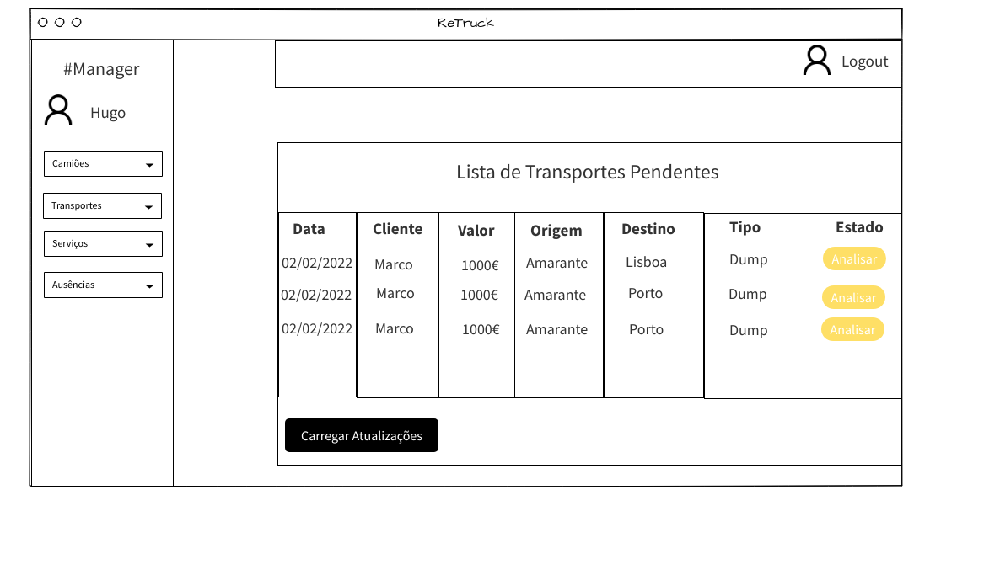 ReTruck
#Manager
Hugo
Camiões
Transportes
Serviços
Ausências
Logout
Lista de Transportes Pendentes
Data Cliente Valor Origem Destino Tipo Estado
02/02/2022 Marco 1000€ Amarante Lisboa Dump Analisar
02/02/2022 Marco 1000€ Amarante Porto Dump Analisar
02/02/2022 Marco 1000€ Amarante Porto Dump Analisar
Carregar Atualizações